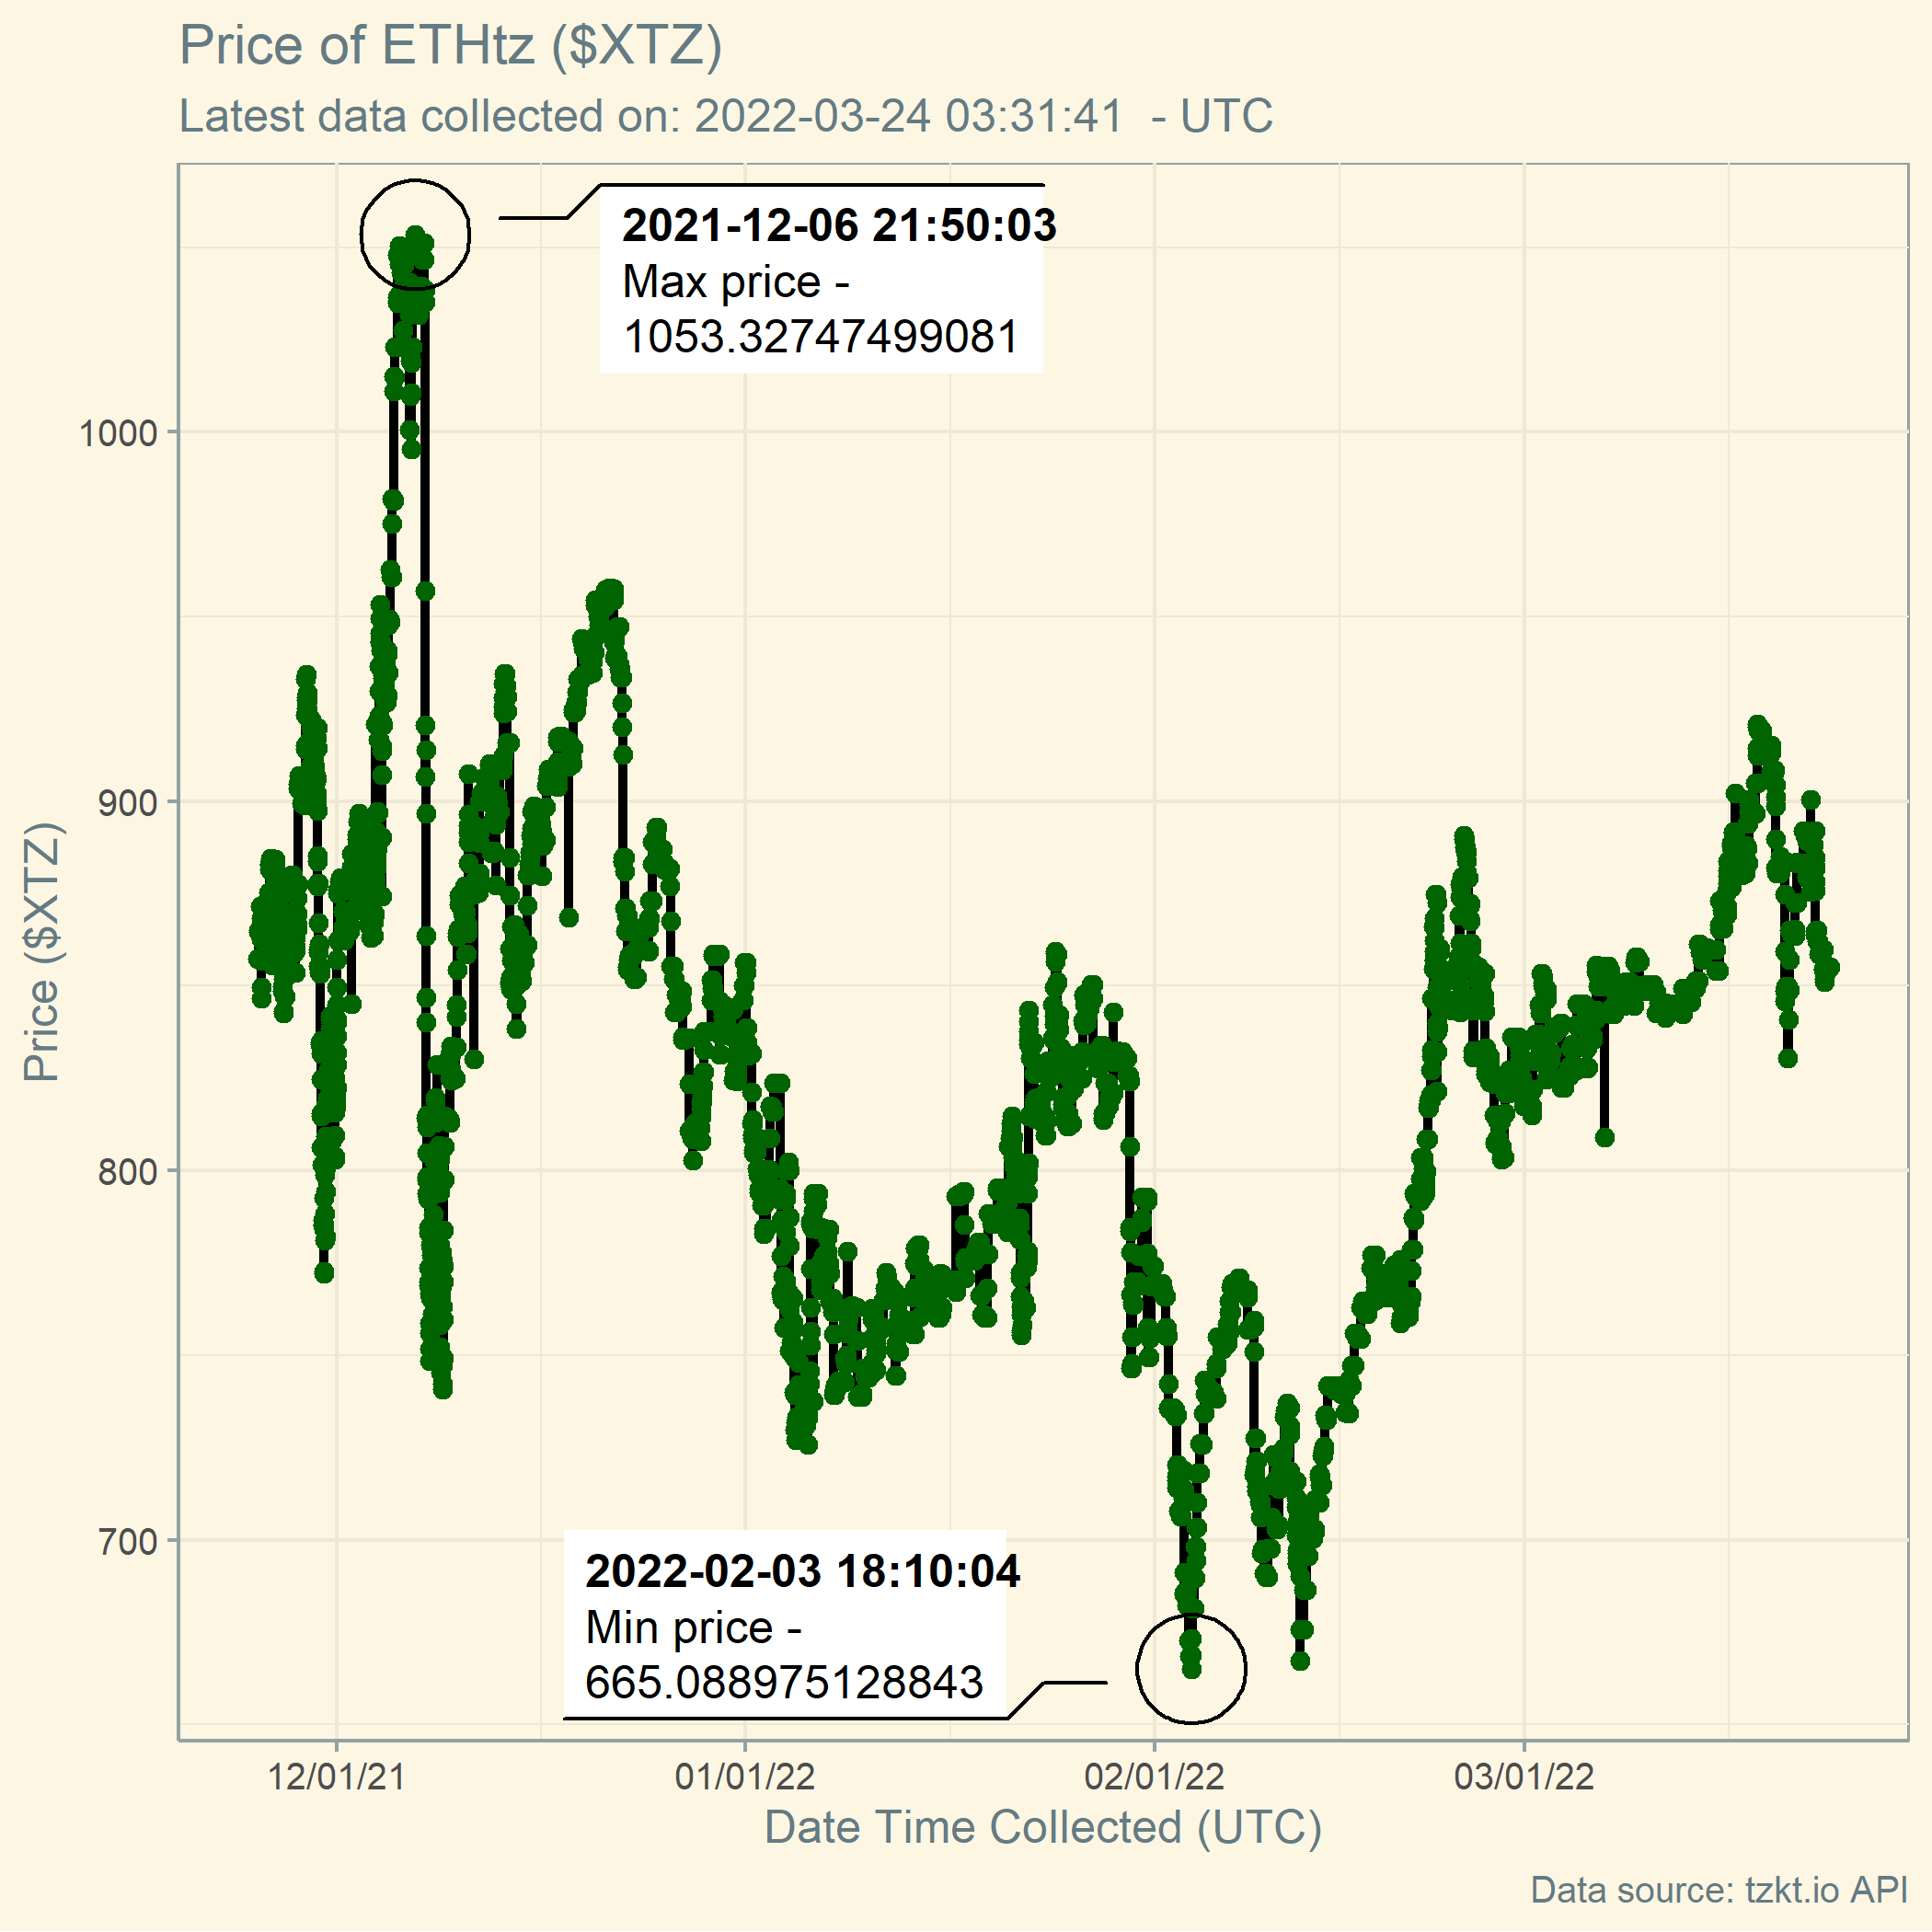 Price of ETHtz ($XTZ)
Latest data collected on: 2022-03-24 03:31:41  - UTC
2021-12-06 21:50:03
Max price -
1053.32747499081
1000
900
800
700
Price ($XTZ)
2022-02-03 18:10:04
Min price -
665.088975128843
12/01/21
01/01/22
02/01/22
03/01/22
Date Time Collected (UTC)
Data source: tzkt.io API